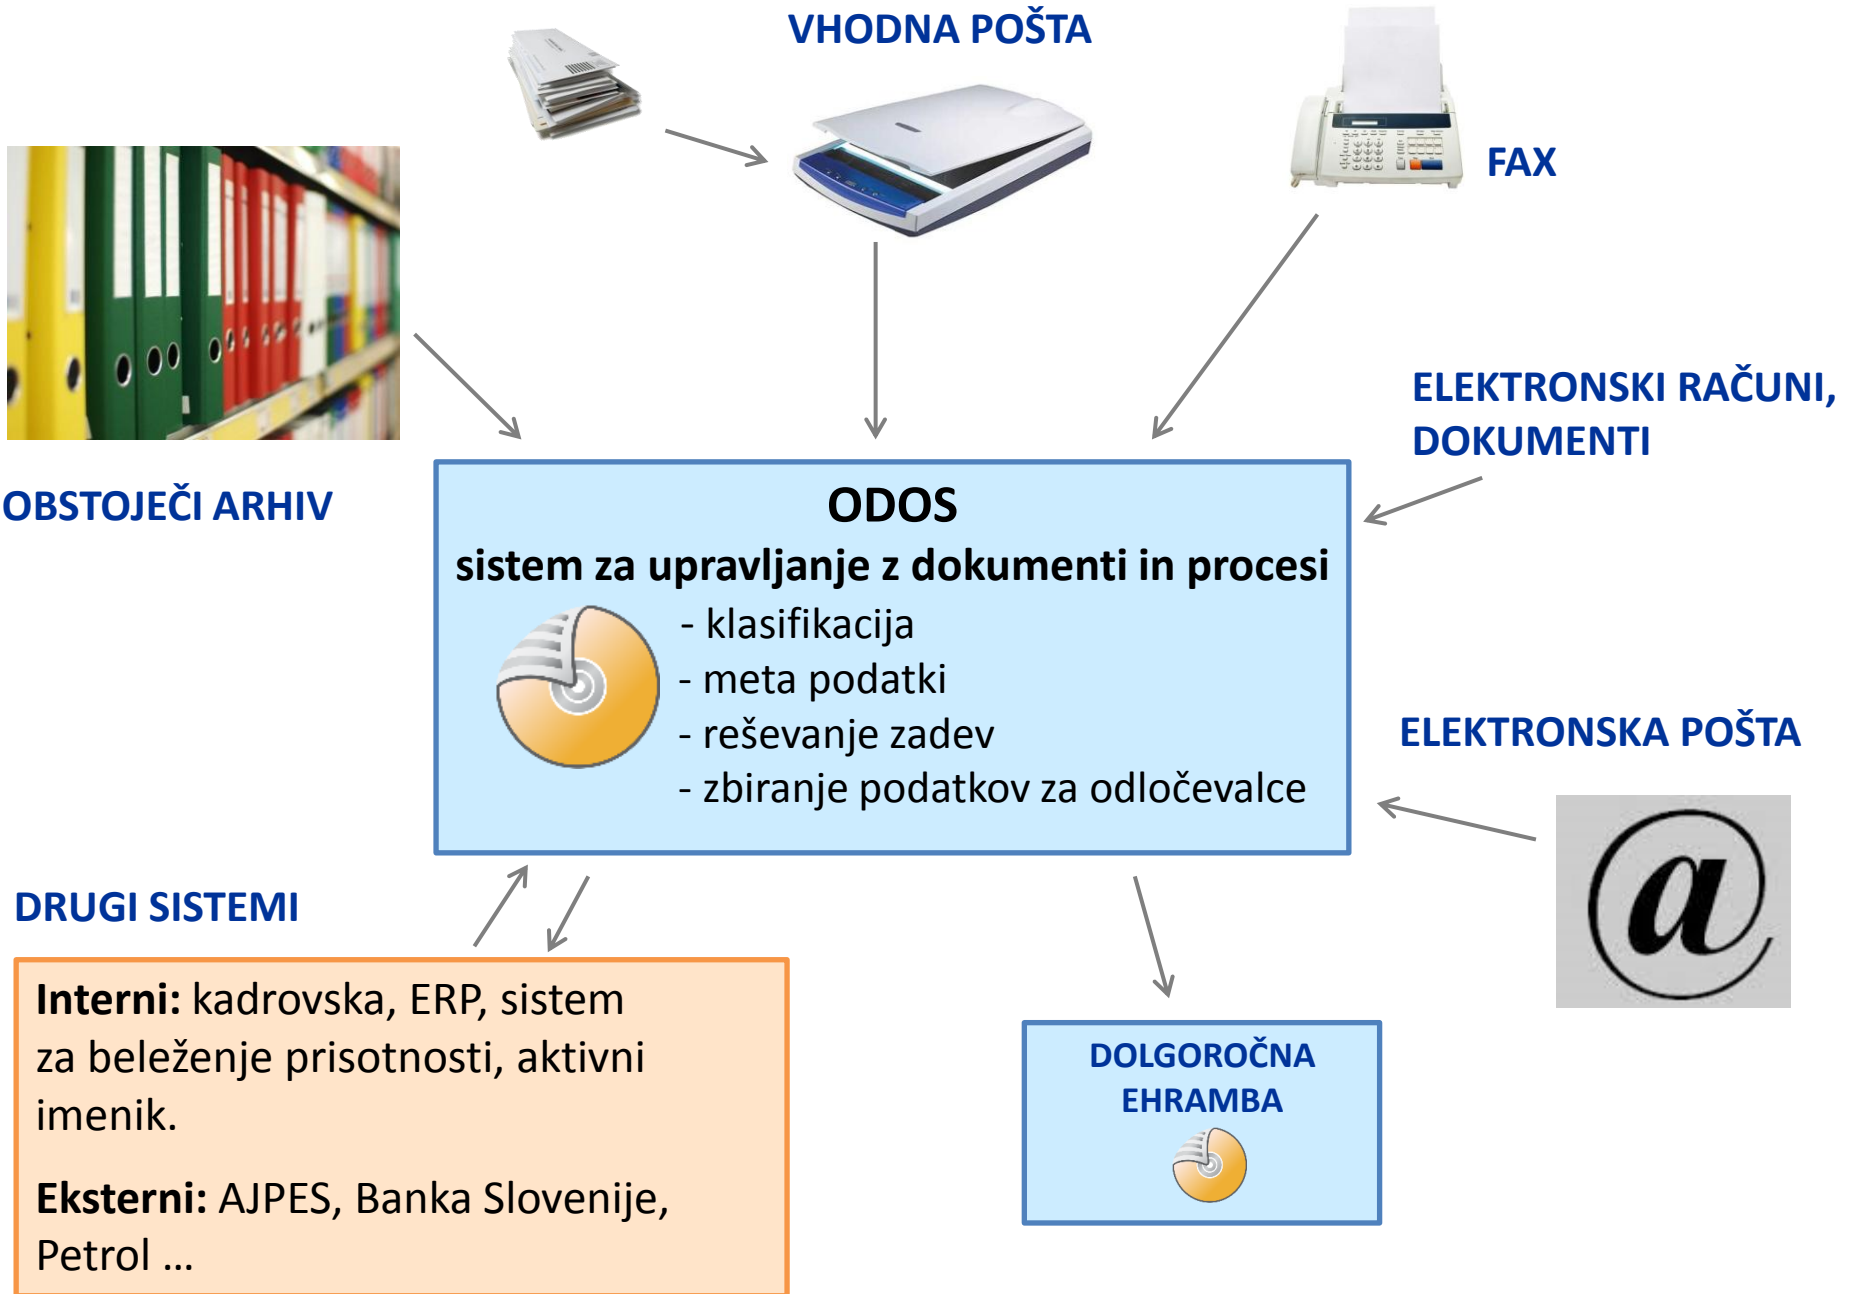 VHODNA POŠTA
FAX
ELEKTRONSKI RAČUNI,
DOKUMENTI
OBSTOJEČI ARHIV
ODOS
sistem za upravljanje z dokumenti in procesi
- klasifikacija
- meta podatki
- reševanje zadev
- zbiranje podatkov za odločevalce
ELEKTRONSKA POŠTA
@
DRUGI SISTEMI
Interni: kadrovska, ERP, sistem
za beleženje prisotnosti, aktivni
imenik.
Eksterni: AJPES, Banka Slovenije,
Petrol ...
DOLGOROČNA
EHRAMBA